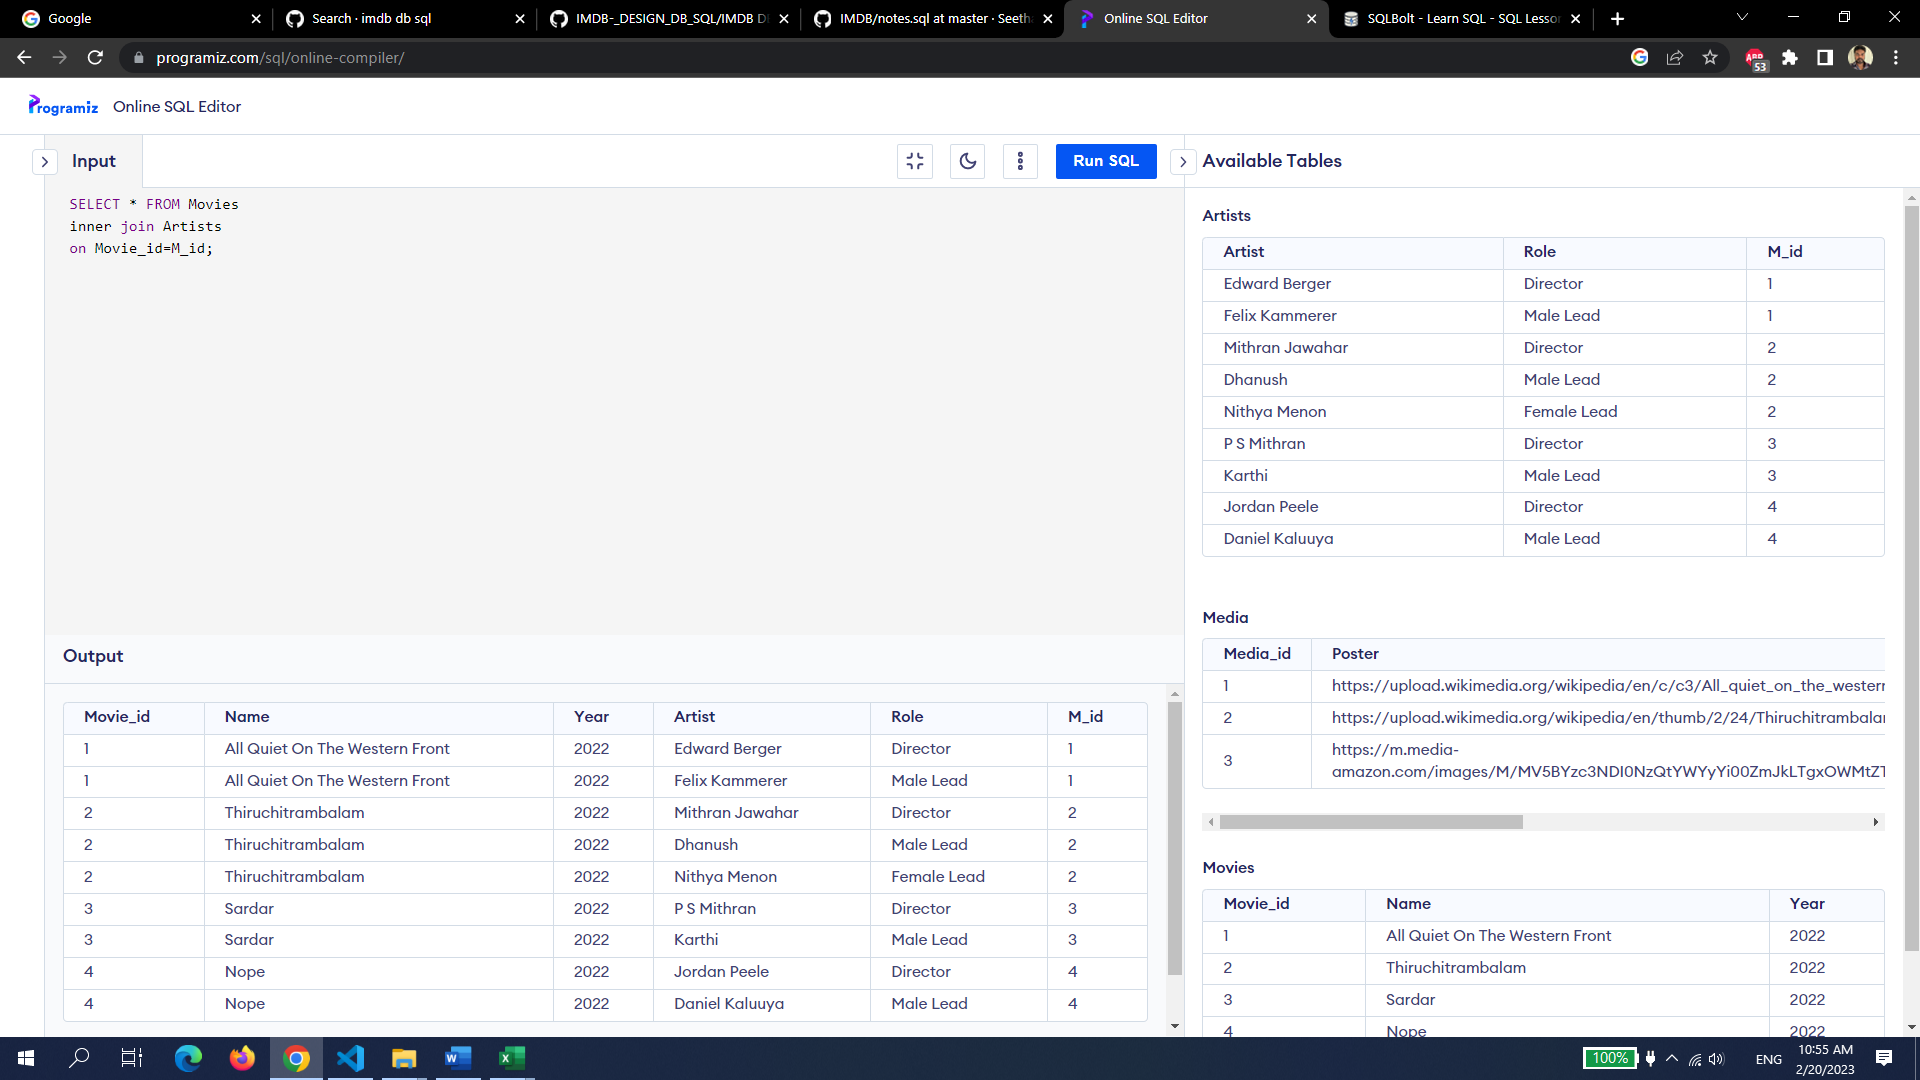 Google
Search · imdb db sql
IMDB-_DESIGN_DB_SQL/IMDB D
IMDB/notes.sql at master · Seeth
Online SQL Editor
SQLBolt - Learn SQL - SQL Lesson
programiz.com/sql/online-compiler/
ABP
53
Programiz
Online SQL Editor
Input
Run SQL
Available Tables
SELECT * FROM Movies
inner join Artists
on Movie_id=M_id;
Artists
Artist Role M_id
Edward Berger Director 1
Felix Kammerer Male Lead 1
Mithran Jawahar Director 2
Dhanush Male Lead 2
Nithya Menon Female Lead 2
P S Mithran Director 3
Karthi Male Lead 3
Jordan Peele Director 4
Daniel Kaluuya Male Lead 4
Media
Media_id Poster
1 https://upload.wikimedia.org/wikipedia/en/c/c3/All_quiet_on_the_western
2 https://upload.wikimedia.org/wikipedia/en/thumb/2/24/Thiruchitrambalar
3 https://m.media-
amazon.com/images/M/MV5BYzc3NDI0NzQtYWYyYi00ZmJkLTgxOWMtZT
Movies
Movie_id Name Year
1 All Quiet On The Western Front 2022
2 Thiruchitrambalam 2022
3 Sardar 2022
4 Nope 2022
Output
Movie_id Name Year Artist Role M_id
1 All Quiet On The Western Front 2022 Edward Berger Director 1
1 All Quiet On The Western Front 2022 Felix Kammerer Male Lead 1
2 Thiruchitrambalam 2022 Mithran Jawahar Director 2
2 Thiruchitrambalam 2022 Dhanush Male Lead 2
2 Thiruchitrambalam 2022 Nithya Menon Female Lead 2
3 Sardar 2022 P S Mithran Director 3
3 Sardar 2022 Karthi Male Lead 3
4 Nope 2022 Jordan Peele Director 4
4 Nope 2022 Daniel Kaluuya Male Lead 4
100%
ENG
10:55 AM
2/20/2023